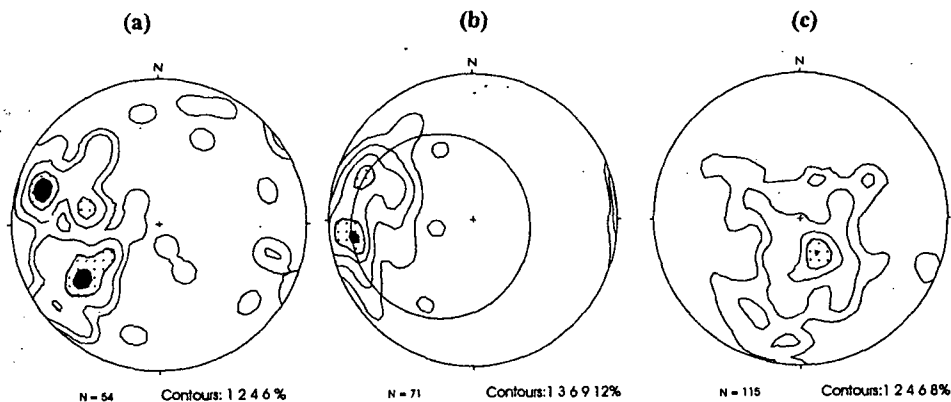 (a) (b) (c)
N N N
N = 54 Contours: 1 2 4 6 % N = 71 Contours: 1 3 6 9 12% N = 115 Contours: 1 2 4 6 8%